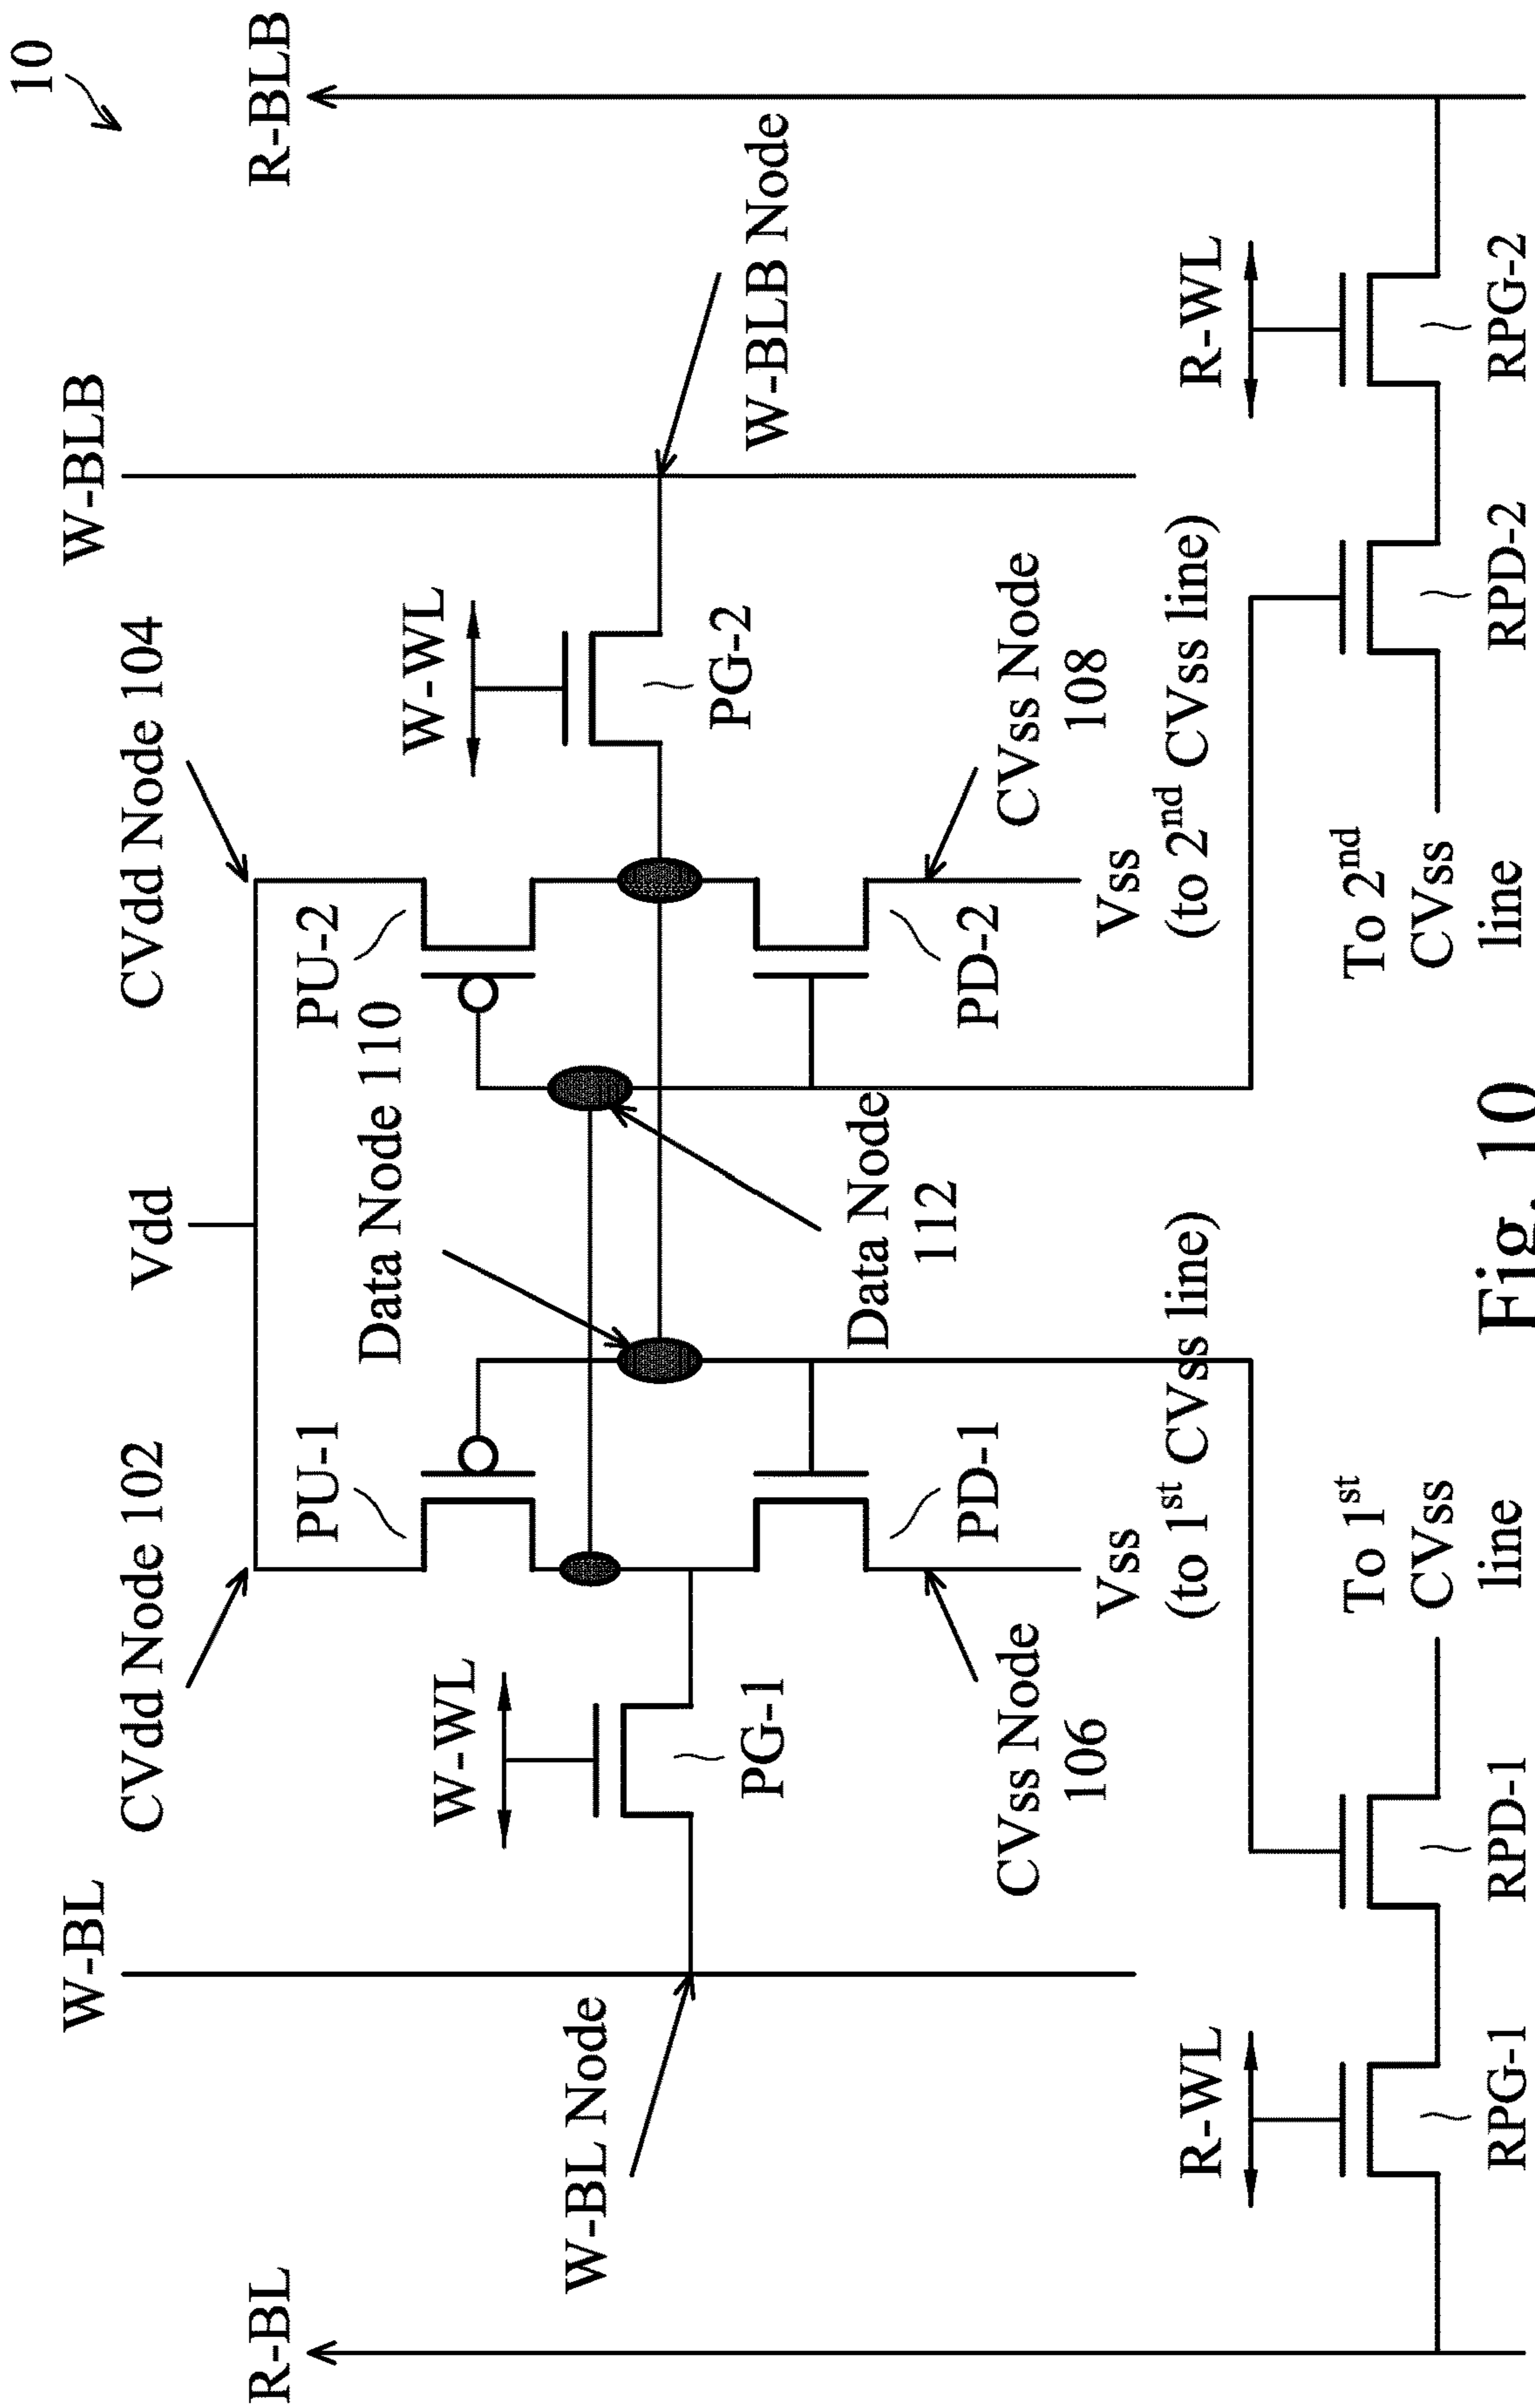 10
R-BL
W-BL
W-BLB
R-BLB
CVdd Node 102
Vdd
CVdd Node 104
PU-1
PU-2
Data Node 110
W-WL
W-WL
W-BL Node
PG-1
PG-2
W-BLB Node
Data Node
112
PD-1
PD-2
CVss Node
106
CVss Node
108
Vss
(to 1st CVss line)
Vss
(to 2nd CVss line)
R-WL
R-WL
To 1st
CVss
line
To 2nd
CVss
line
RPG-1
RPD-1
RPD-2
RPG-2
Fig. 10